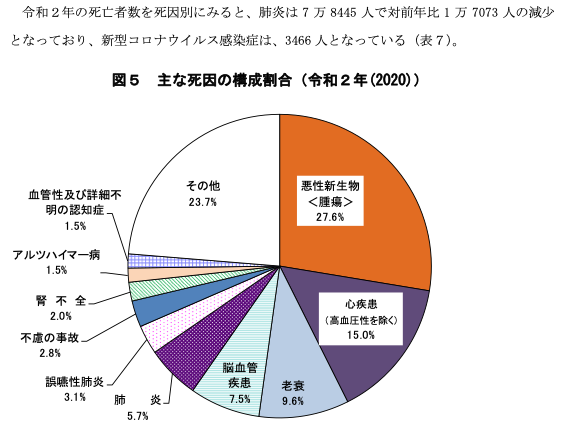 令和２年の死亡者数を死因別にみると、肺炎は７万 8445 人で対前年比１万 7073 人の減少
となっており、新型コロナウイルス感染症は、3466 人となっている（表７）。
図５　主な死因の構成割合（令和２年(2020)）
悪性新生物
＜腫瘍＞
27.6%
心疾患
（高血圧性を除く）
15.0%
老衰
9.6%
脳血管
疾患
7.5%
肺　　炎
5.7%
誤嚥性肺炎
3.1%
不慮の事故
2.8%
腎　不　全
2.0%
アルツハイマー病
1.5%
血管性及び詳細不
明の認知症
1.5%
その他
23.7%